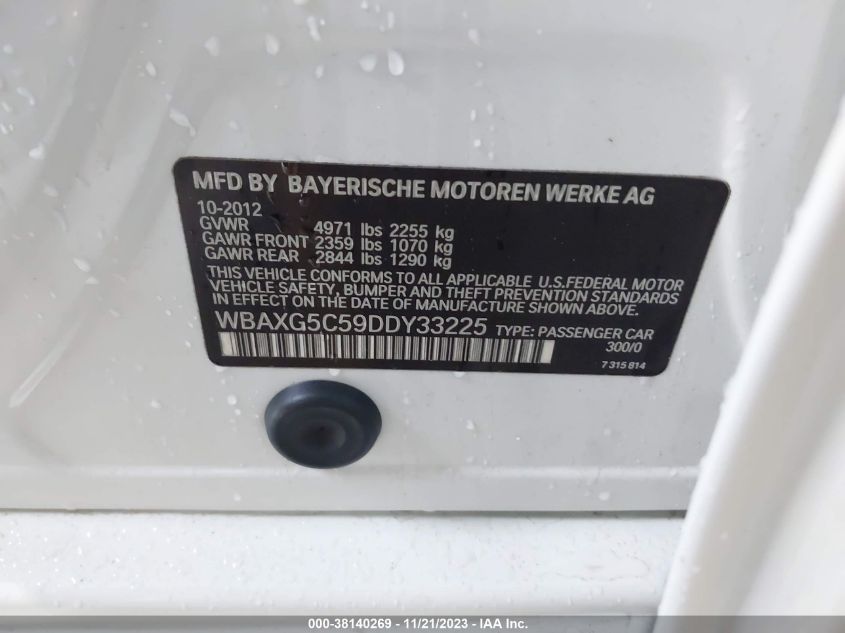 MFD BY BAYERISCHE MOTOREN WERKE AG
10-2012
GVWR 4971 lbs 2255 kg
GAWR FRONT 2359 lbs 1070 kg
GAWR REAR 2844 lbs 1290 kg
THIS VEHICLE CONFORMS TO ALL APPLICABLE U.S.FEDERAL MOTOR
VEHICLE SAFETY, BUMPER AND THEFT PREVENTION STANDARDS
IN EFFECT ON THE DATE OF MANUFACTURE SHOWN ABOVE.
WBAXG5C59DDY33225 TYPE: PASSENGER CAR
300/0
7 315 814
000-38140269 - 11/21/2023 - IAA Inc.